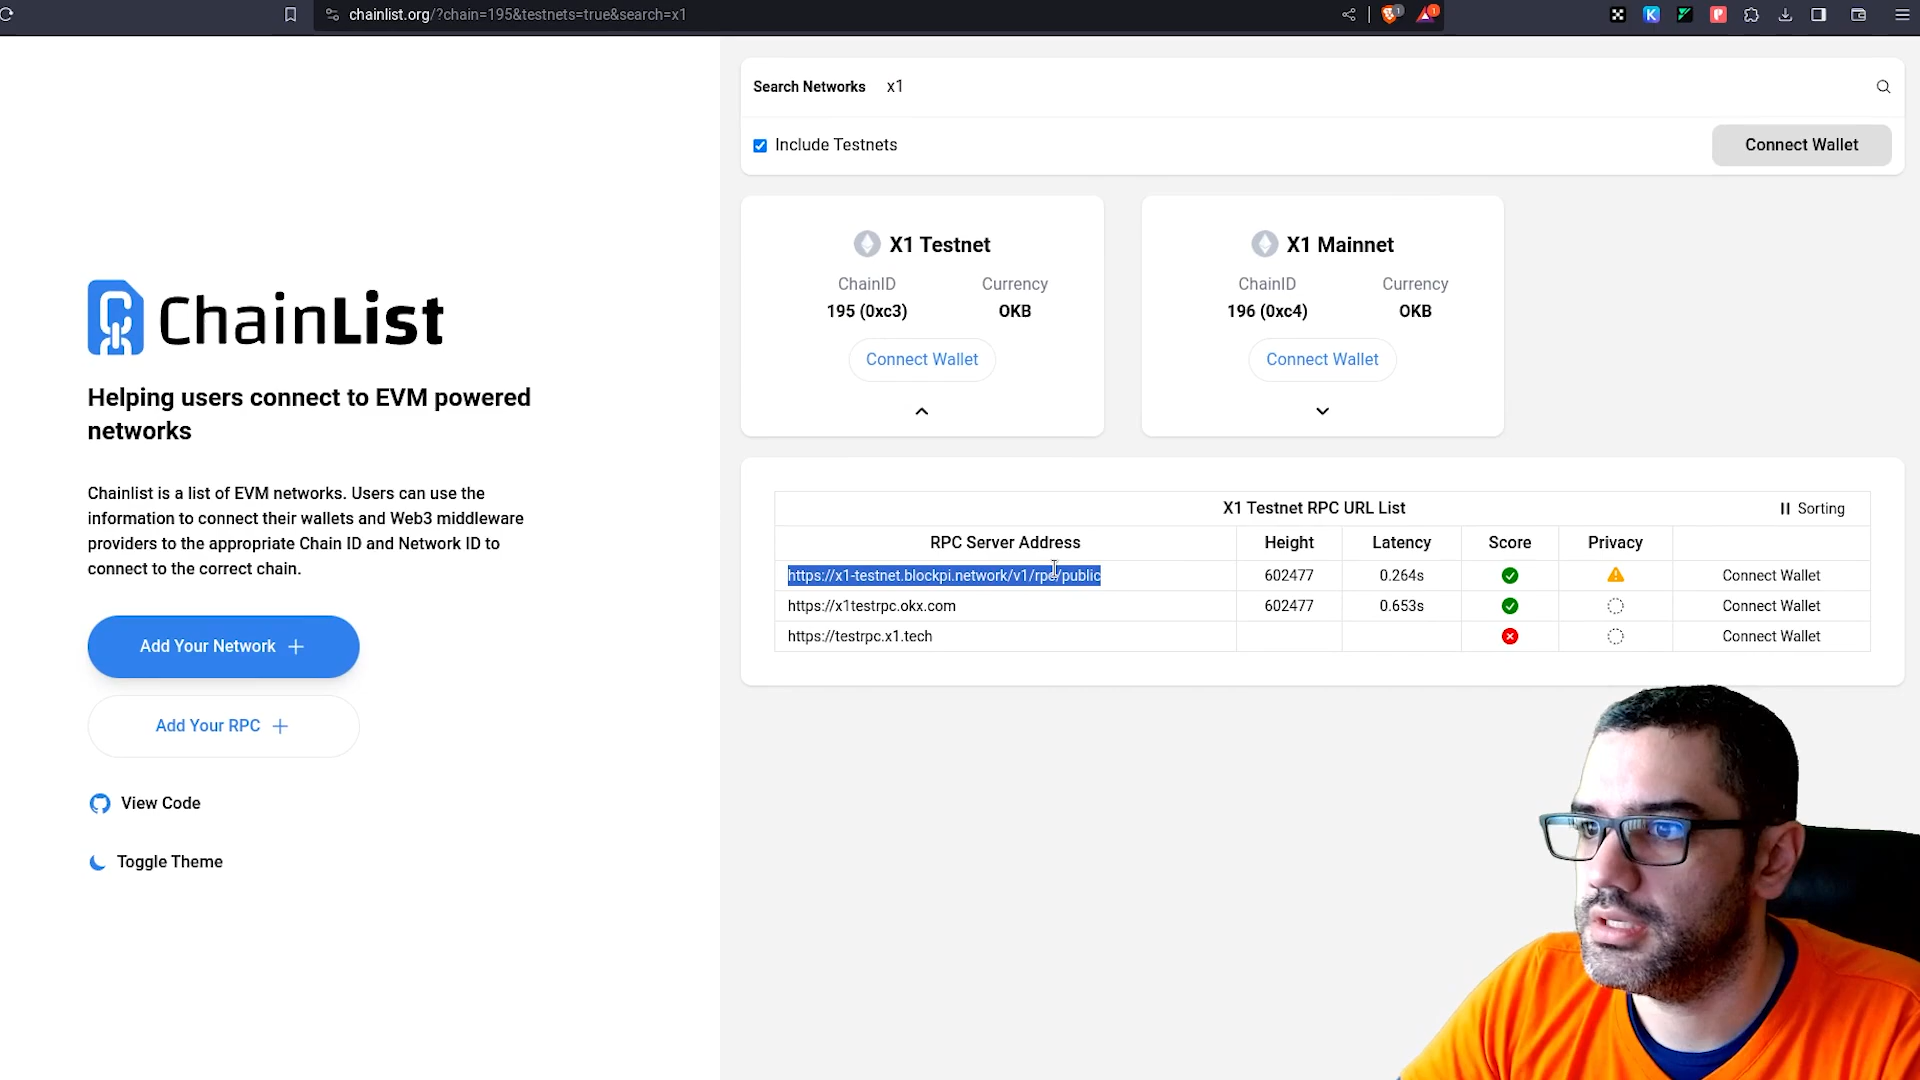 chainlist.org/?chain=195&testnets=true&search=x1
1
1
Search Networks x1
Include Testnets
Connect Wallet
X1 Testnet
ChainID Currency
195 (0xc3) OKB
Connect Wallet
X1 Mainnet
ChainID Currency
196 (0xc4) OKB
Connect Wallet
ChainList
Helping users connect to EVM powered
networks
Chainlist is a list of EVM networks. Users can use the
information to connect their wallets and Web3 middleware
providers to the appropriate Chain ID and Network ID to
connect to the correct chain.
Add Your Network
Add Your RPC
View Code
Toggle Theme
X1 Testnet RPC URL List Sorting
RPC Server Address Height Latency Score Privacy
https://x1-testnet.blockpi.network/v1/rpc/public 602477 0.264s Connect Wallet
https://x1testrpc.okx.com 602477 0.653s Connect Wallet
https://testrpc.x1.tech Connect Wallet